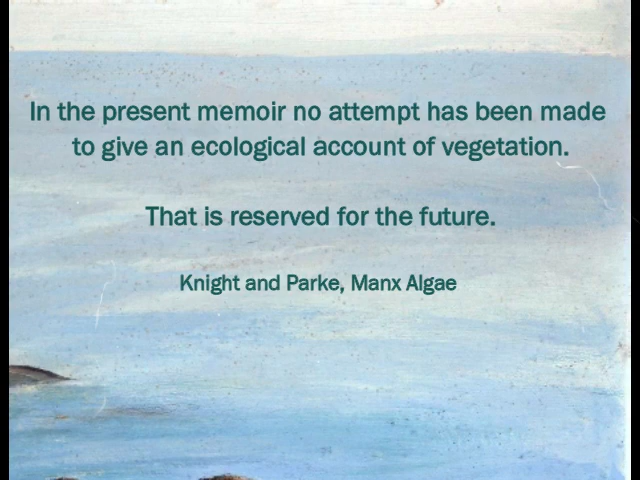 In the present memoir no attempt has been made
to give an ecological account of vegetation.
That is reserved for the future.
Knight and Parke, Manx Algae